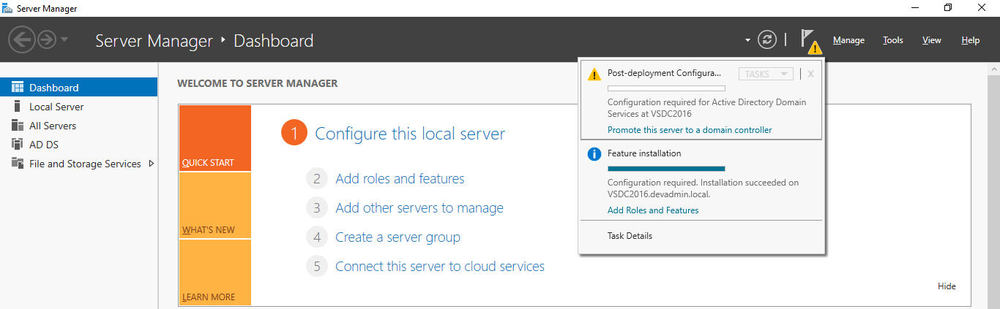 Server Manager
Server Manager ‣ Dashboard
Manage
Tools
View
Help
Dashboard
Local Server
All Servers
AD DS
File and Storage Services
WELCOME TO SERVER MANAGER
QUICK START
WHAT'S NEW
LEARN MORE
1 Configure this local server
2 Add roles and features
3 Add other servers to manage
4 Create a server group
5 Connect this server to cloud services
Hide
Post-deployment Configura...
TASKS
X
Configuration required for Active Directory Domain
Services at VSDC2016
Promote this server to a domain controller
Feature installation
Configuration required. Installation succeeded on
VSDC2016.devadmin.local.
Add Roles and Features
Task Details